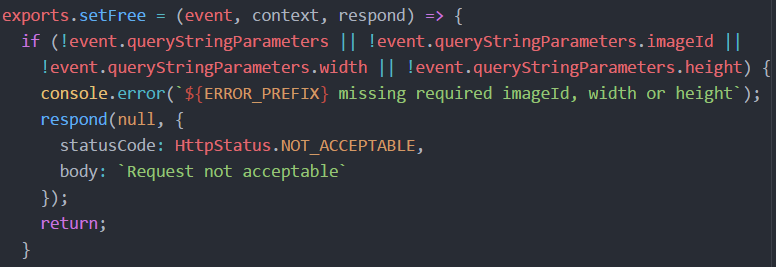 exports.setFree = (event, context, respond) => {
  if (!event.queryStringParameters || !event.queryStringParameters.imageId ||
    !event.queryStringParameters.width || !event.queryStringParameters.height) {
    console.error(`${ERROR_PREFIX} missing required imageId, width or height`);
    respond(null, {
      statusCode: HttpStatus.NOT_ACCEPTABLE,
      body: `Request not acceptable`
    });
    return;
  }